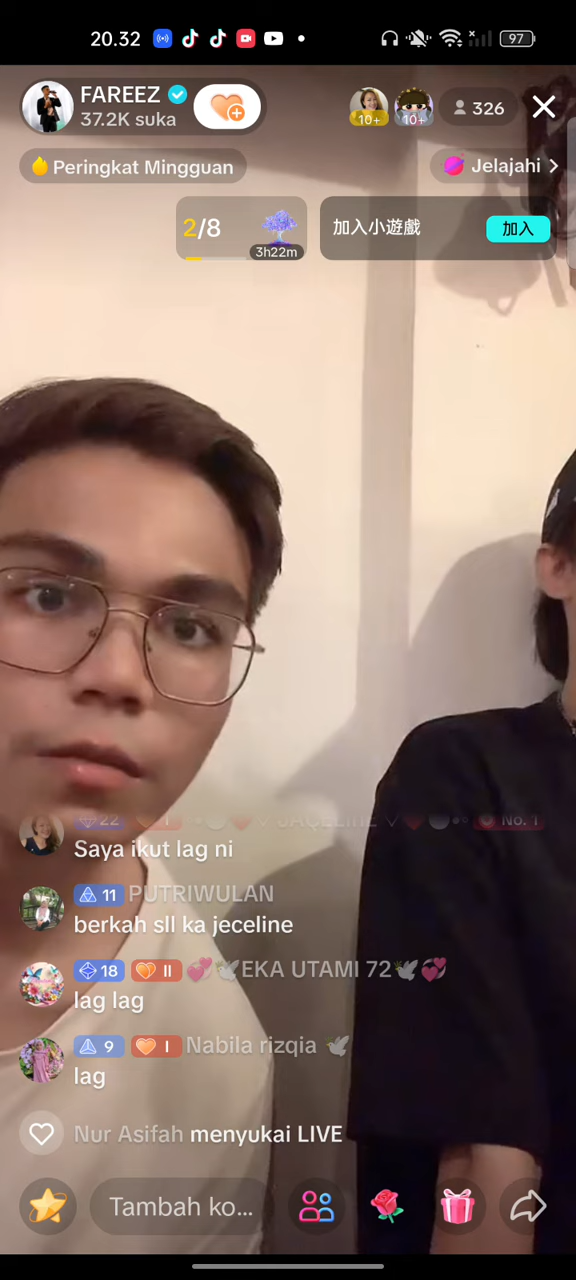 20.32
97
FAREEZ
37.2K suka
10+
10+
326
Peringkat Mingguan
Jelajahi
2/8
3h22m
加入小遊戲
加入
22 I JACELINE No. 1
Saya ikut lag ni
11 PUTRIWULAN
berkah sll ka jeceline
18 II EKA UTAMI 72
lag lag
9 I Nabila rizqia
lag
Nur Asifah menyukai LIVE
Tambah ko...